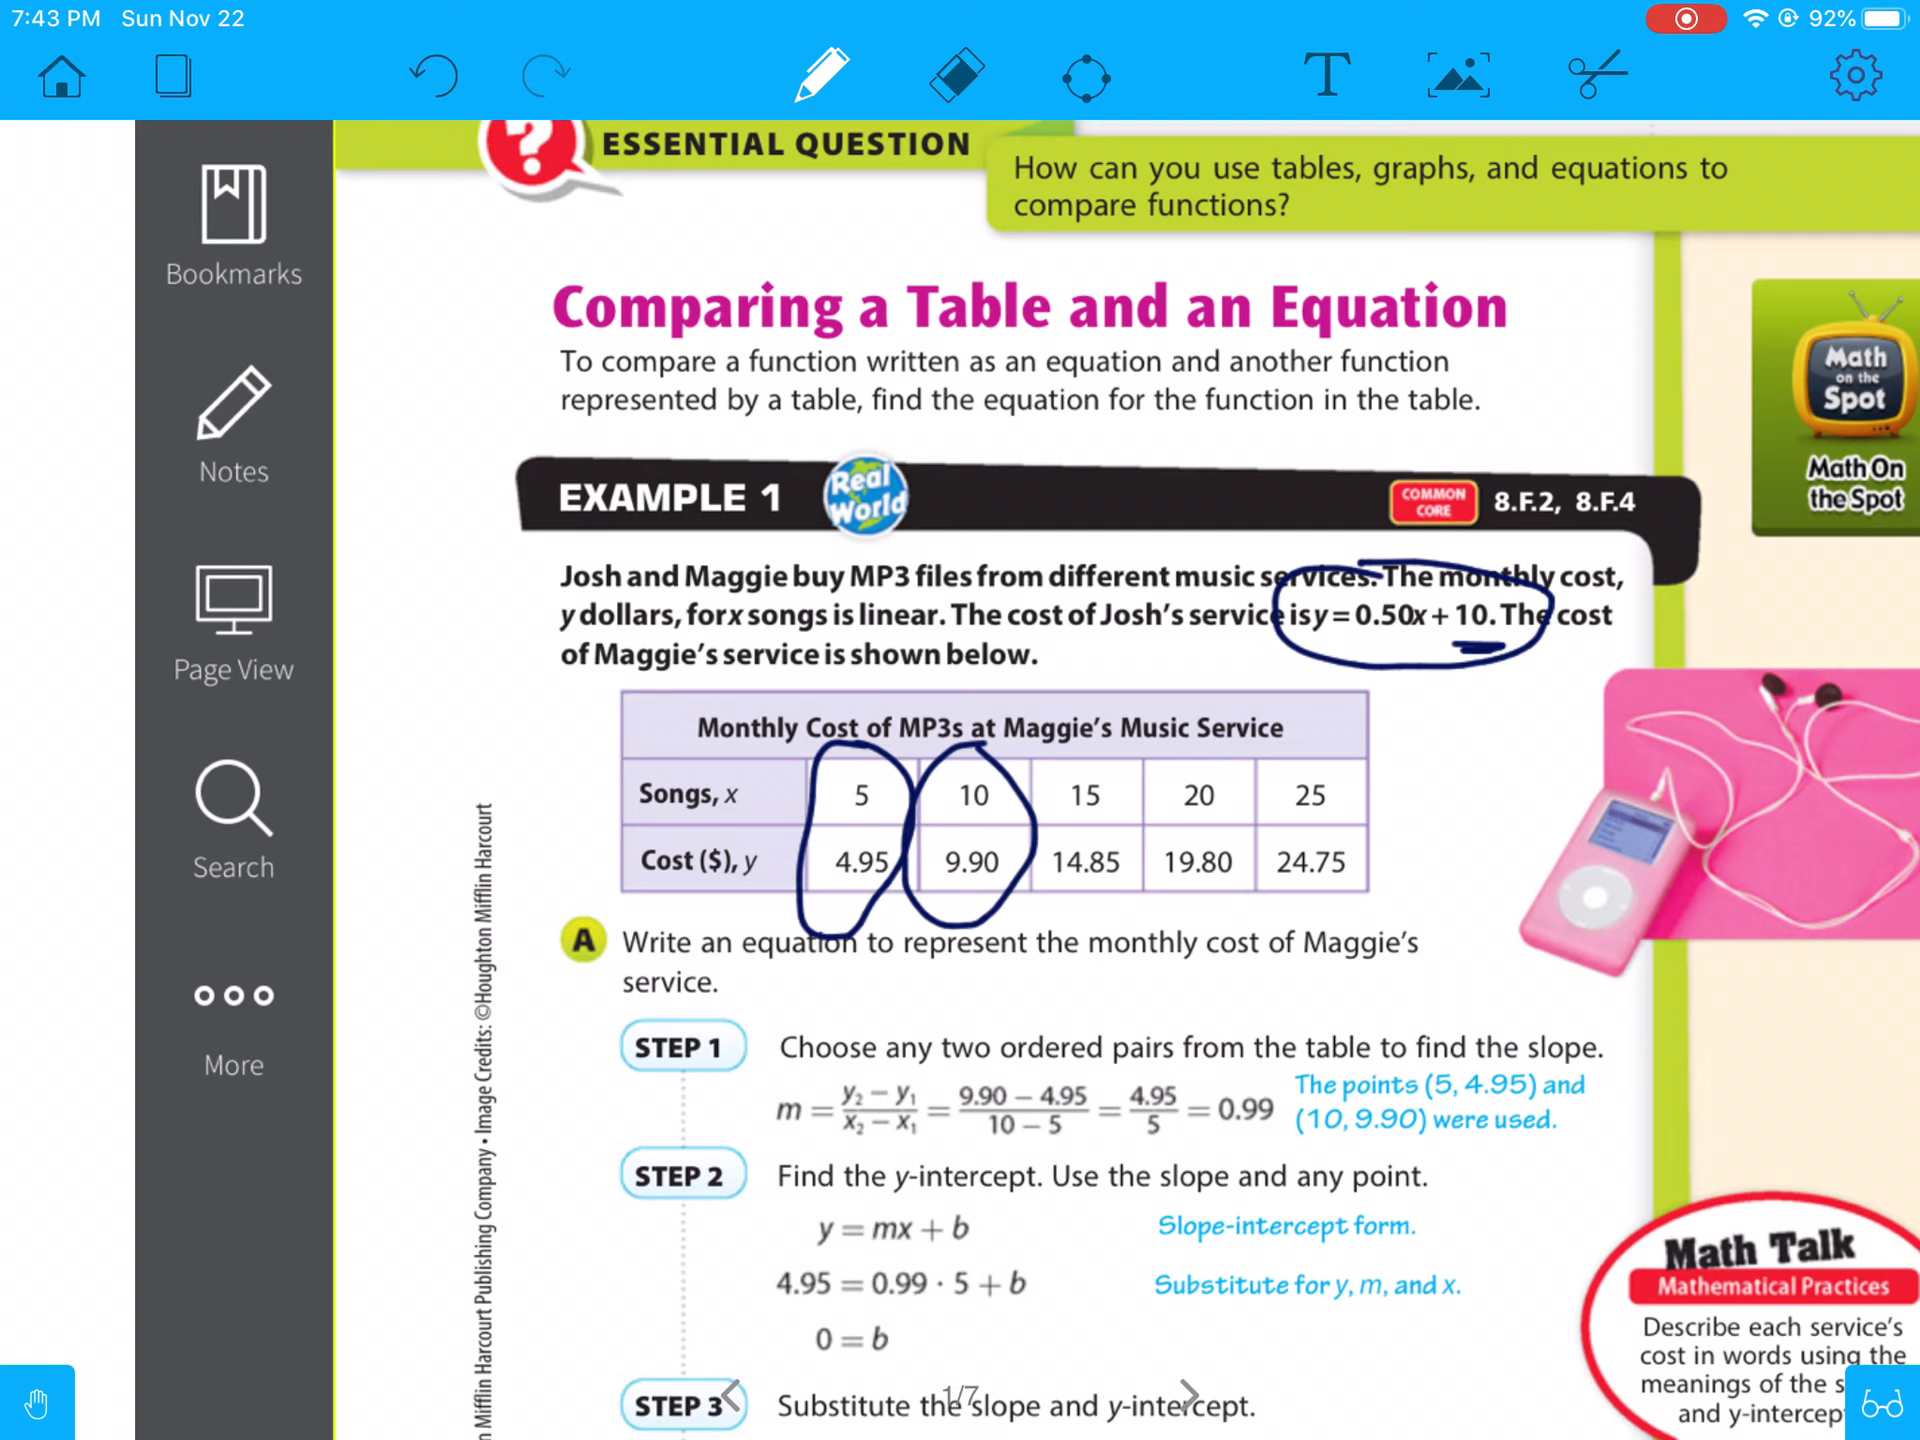 7:43 PM Sun Nov 22
92%
ESSENTIAL QUESTION
How can you use tables, graphs, and equations to
compare functions?
Bookmarks
Notes
Page View
Search
More
Comparing a Table and an Equation
To compare a function written as an equation and another function
represented by a table, find the equation for the function in the table.
Math
on the
Spot
Math On
the Spot
EXAMPLE 1
Real
World
COMMON
CORE
8.F.2, 8.F.4
Josh and Maggie buy MP3 files from different music services. The monthly cost,
y dollars, for x songs is linear. The cost of Josh's service is y = 0.50x + 10. The cost
of Maggie's service is shown below.
Monthly Cost of MP3s at Maggie's Music Service
Songs, x 5 10 15 20 25
Cost ($), y 4.95 9.90 14.85 19.80 24.75
A Write an equation to represent the monthly cost of Maggie's
service.
STEP 1 Choose any two ordered pairs from the table to find the slope.
m = y₂ − y₁ / x₂ − x₁ = 9.90 − 4.95 / 10 − 5 = 4.95 / 5 = 0.99
The points (5, 4.95) and
(10, 9.90) were used.
STEP 2 Find the y-intercept. Use the slope and any point.
y = mx + b Slope-intercept form.
4.95 = 0.99 · 5 + b Substitute for y, m, and x.
0 = b
STEP 3 Substitute the slope and y-intercept.
1/7
Math Talk
Mathematical Practices
Describe each service's
cost in words using the
meanings of the s
and y-intercep
n Mifflin Harcourt Publishing Company • Image Credits: ©Houghton Mifflin Harcourt